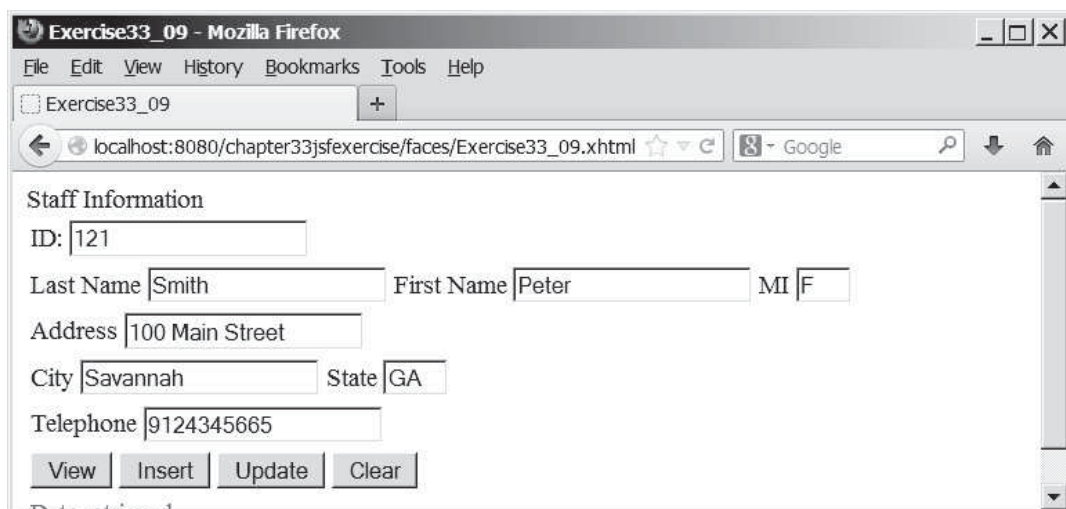 Exercise33_09 - Mozilla Firefox
File Edit View History Bookmarks Tools Help
Exercise33_09 +
localhost:8080/chapter33jsfexercise/faces/Exercise33_09.xhtml Google
Staff Information
ID: 121
Last Name Smith First Name Peter MI F
Address 100 Main Street
City Savannah State GA
Telephone 9124345665
View Insert Update Clear